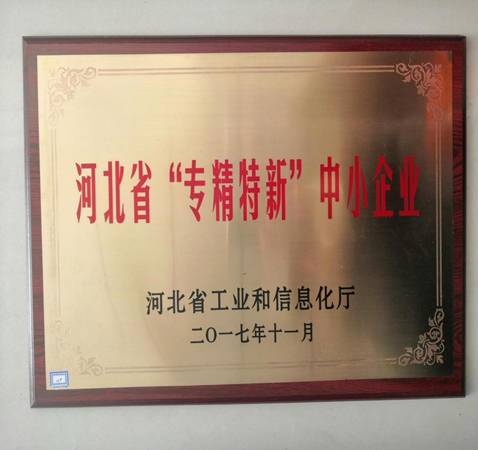 河北省“专精特新”中小企业
河北省工业和信息化厅
二〇一七年十一月